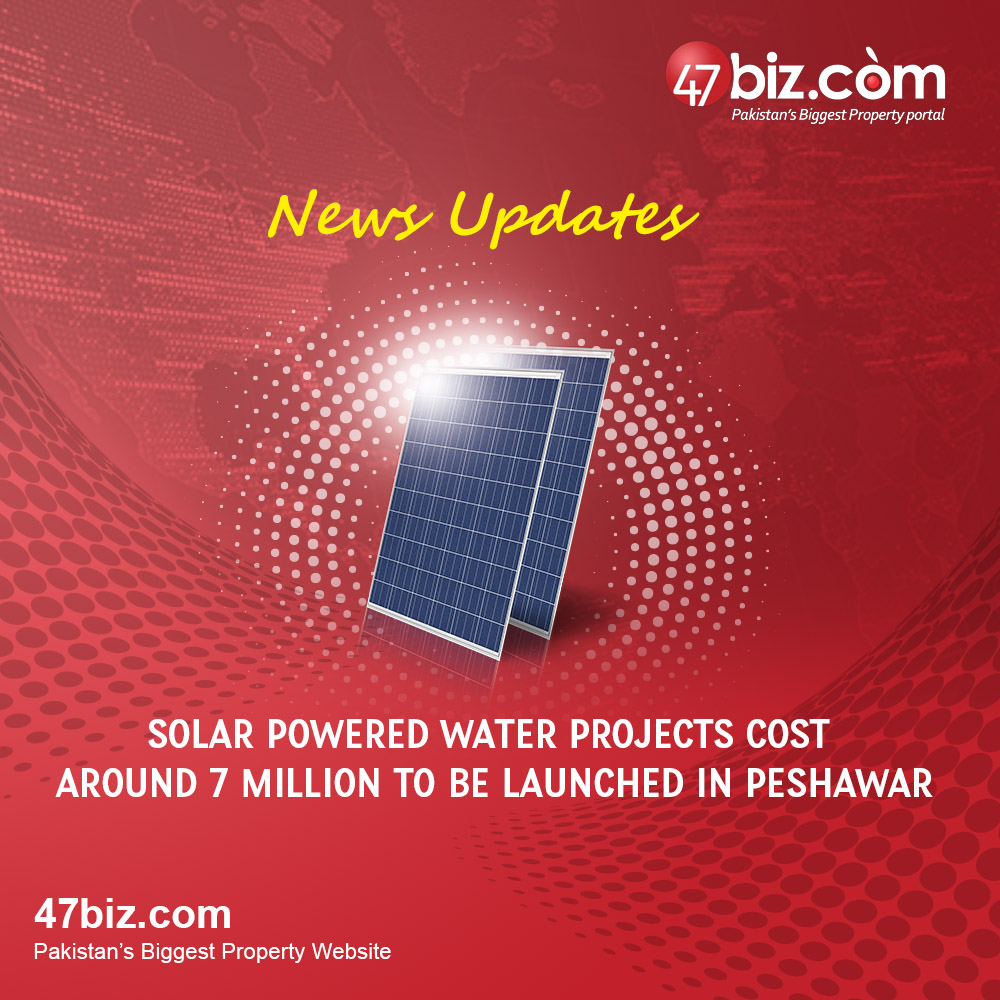 47biz.còm
Pakistan's Biggest Property portal
News Updates
SOLAR POWERED WATER PROJECTS COST
AROUND 7 MILLION TO BE LAUNCHED IN PESHAWAR
47biz.com
Pakistan's Biggest Property Website